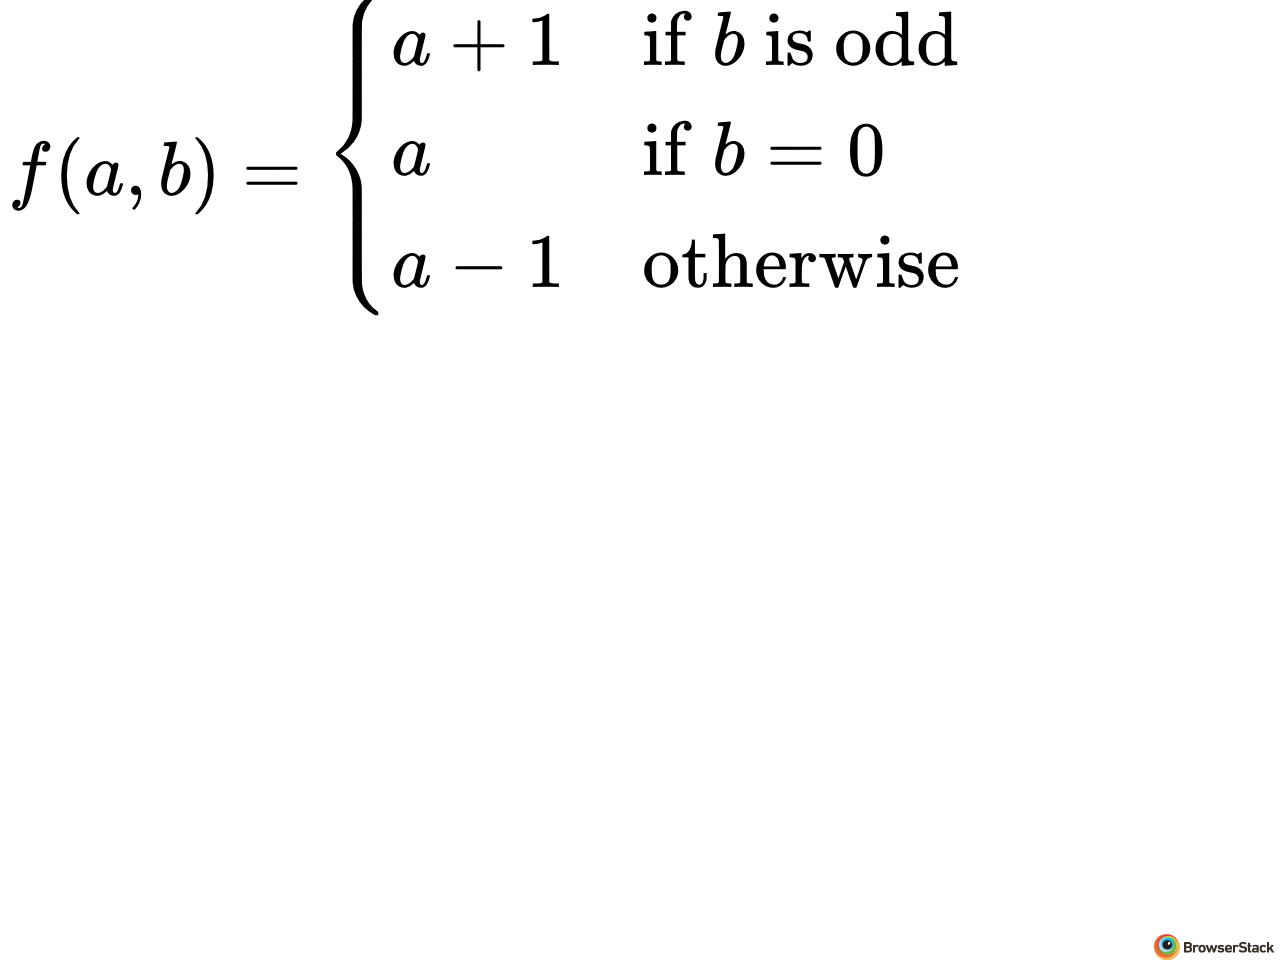 f(a, b) = { a + 1 if b is odd
a if b = 0
a − 1 otherwise
BrowserStack